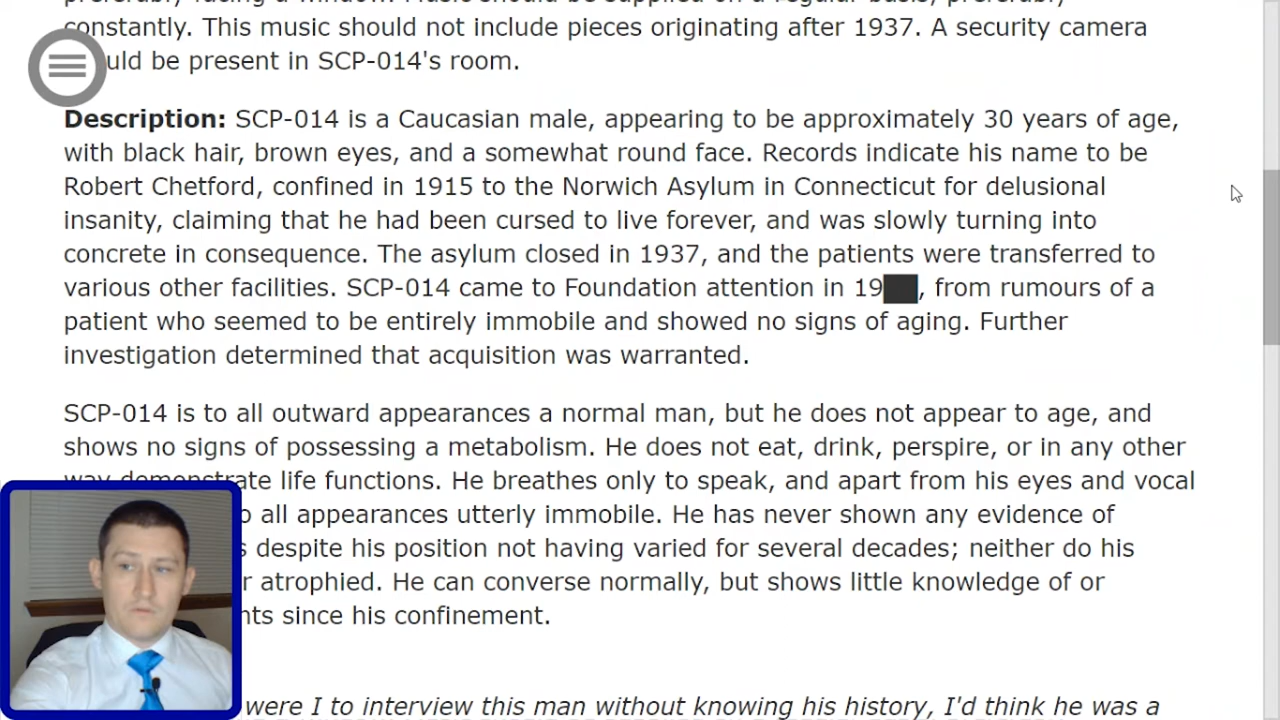 constantly. This music should not include pieces originating after 1937. A security camera
be present in SCP-014's room.
Description: SCP-014 is a Caucasian male, appearing to be approximately 30 years of age,
with black hair, brown eyes, and a somewhat round face. Records indicate his name to be
Robert Chetford, confined in 1915 to the Norwich Asylum in Connecticut for delusional
insanity, claiming that he had been cursed to live forever, and was slowly turning into
concrete in consequence. The asylum closed in 1937, and the patients were transferred to
various other facilities. SCP-014 came to Foundation attention in 19██, from rumours of a
patient who seemed to be entirely immobile and showed no signs of aging. Further
investigation determined that acquisition was warranted.
SCP-014 is to all outward appearances a normal man, but he does not appear to age, and
shows no signs of possessing a metabolism. He does not eat, drink, perspire, or in any other
way demonstrate life functions. He breathes only to speak, and apart from his eyes and vocal
all appearances utterly immobile. He has never shown any evidence of
despite his position not having varied for several decades; neither do his
atrophied. He can converse normally, but shows little knowledge of or
since his confinement.
were I to interview this man without knowing his history, I'd think he was a